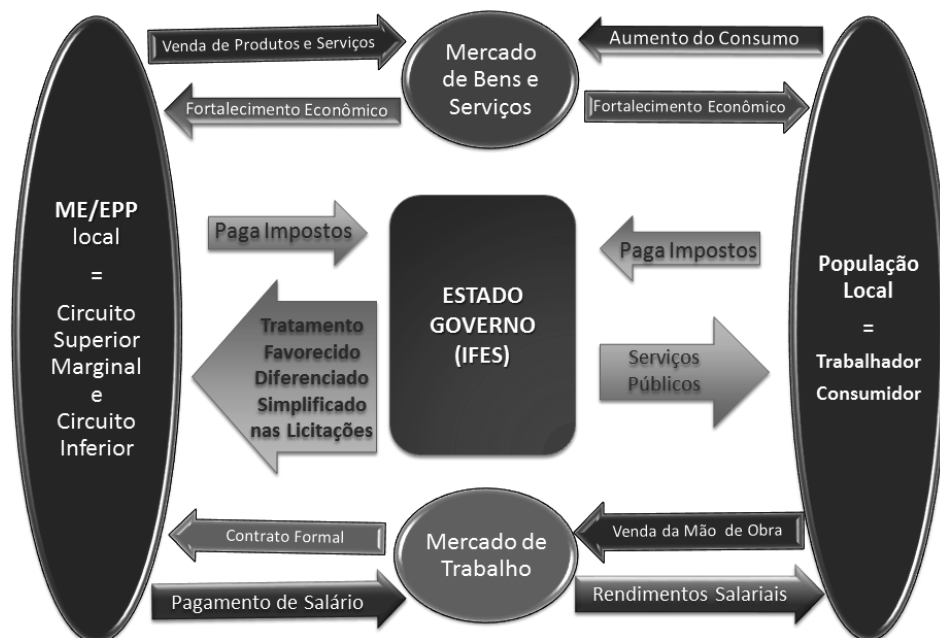 Venda de Produtos e Serviços
Mercado
de Bens e
Serviços
Aumento do Consumo
Fortalecimento Econômico
Fortalecimento Econômico
ME/EPP
local
=
Circuito
Superior
Marginal
e
Circuito
Inferior
Paga Impostos
ESTADO
GOVERNO
(IFES)
Paga Impostos
População
Local
=
Trabalhador
Consumidor
Tratamento
Favorecido
Diferenciado
Simplificado
nas Licitações
Serviços
Públicos
Contrato Formal
Mercado de
Trabalho
Venda da Mão de Obra
Pagamento de Salário
Rendimentos Salariais